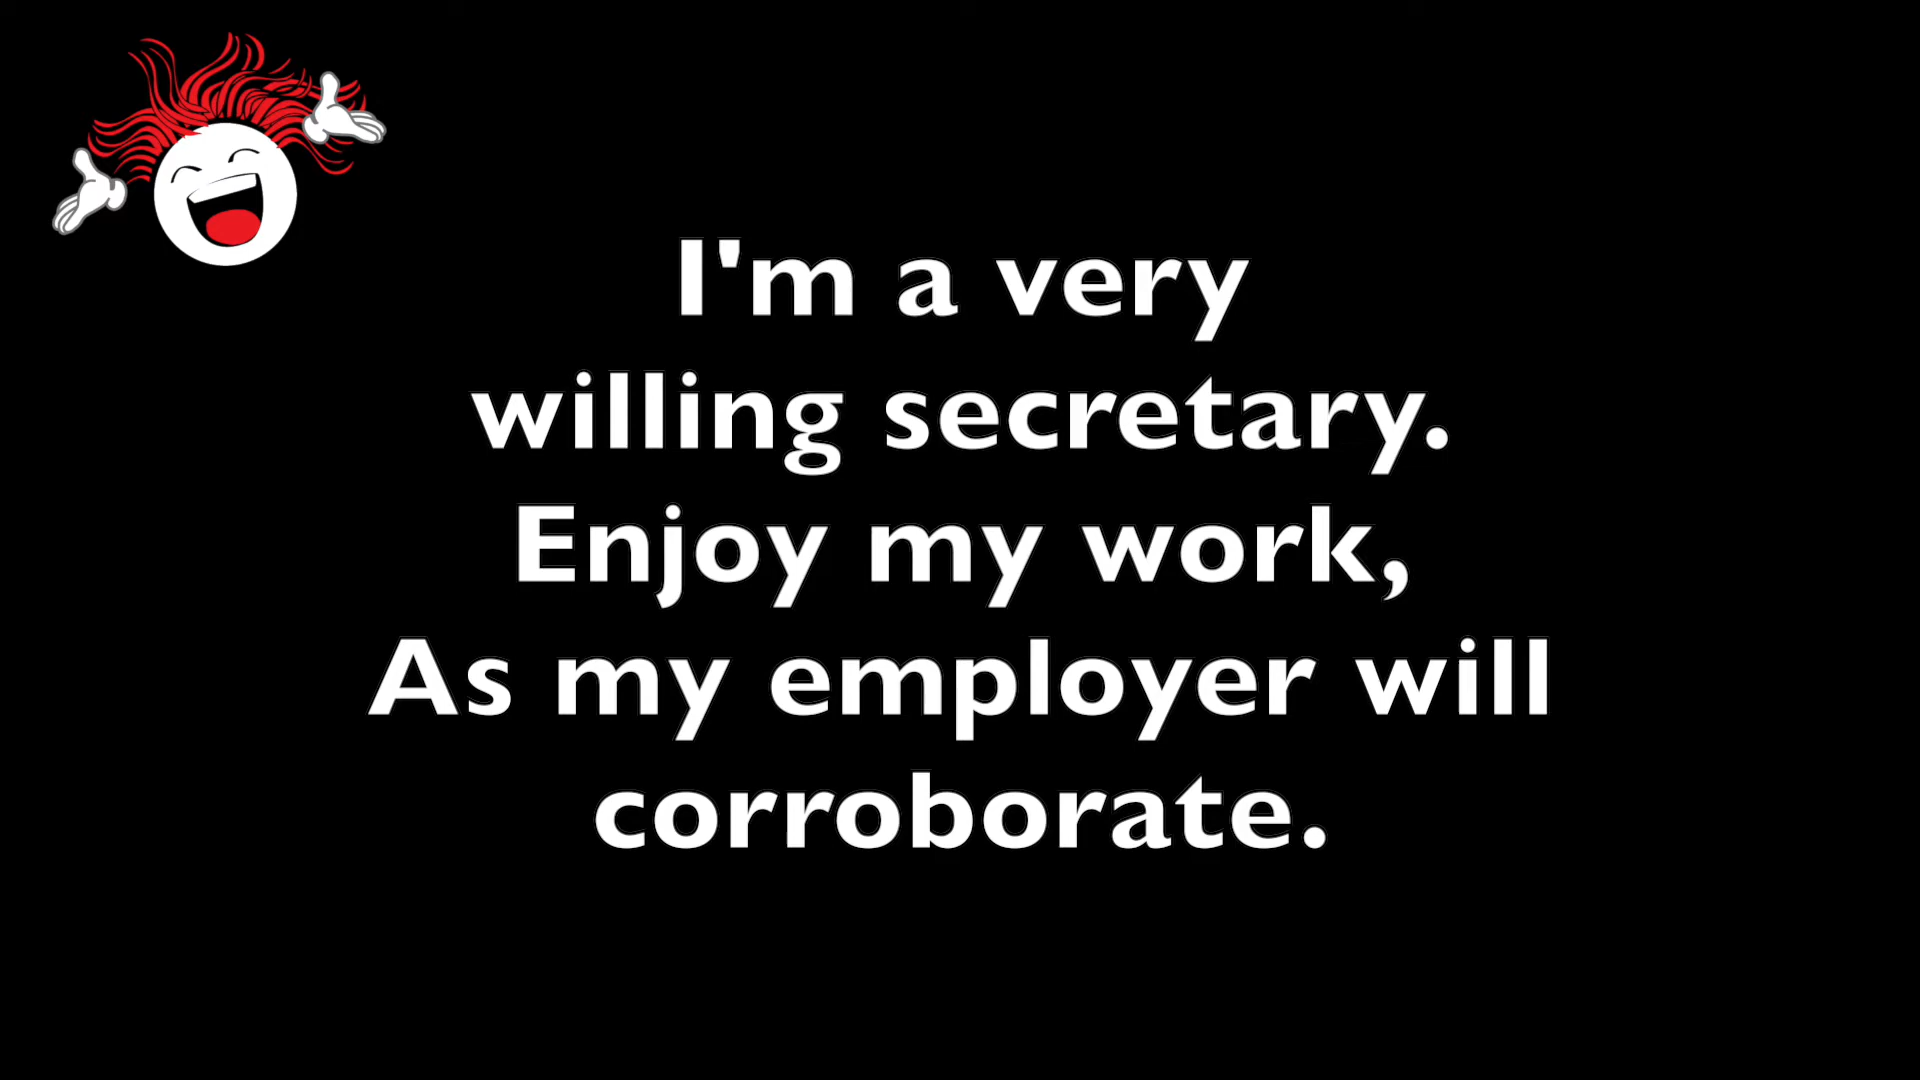 I'm a very
willing secretary.
Enjoy my work,
As my employer will
corroborate.